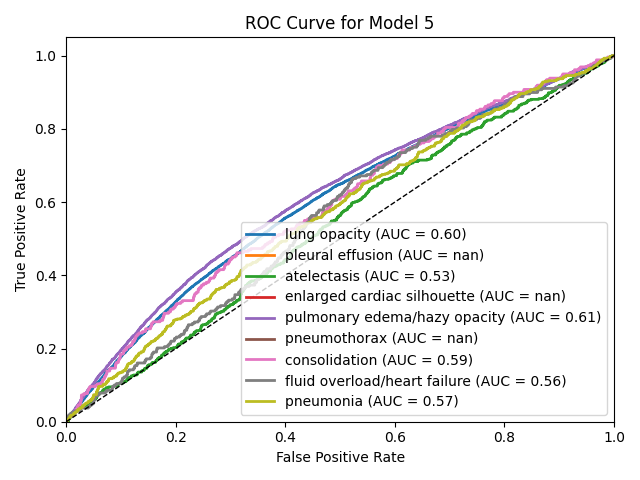 ROC Curve for Model 5
True Positive Rate
1.0
0.8
0.6
0.4
0.2
0.0
lung opacity (AUC = 0.60)
pleural effusion (AUC = nan)
atelectasis (AUC = 0.53)
enlarged cardiac silhouette (AUC = nan)
pulmonary edema/hazy opacity (AUC = 0.61)
pneumothorax (AUC = nan)
consolidation (AUC = 0.59)
fluid overload/heart failure (AUC = 0.56)
pneumonia (AUC = 0.57)
0.0 0.2 0.4 0.6 0.8 1.0
False Positive Rate